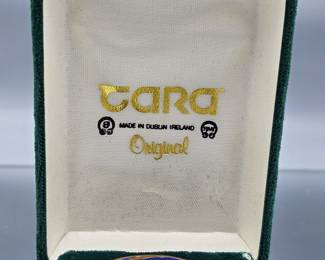 TARA
MADE IN DUBLIN IRELAND
Original